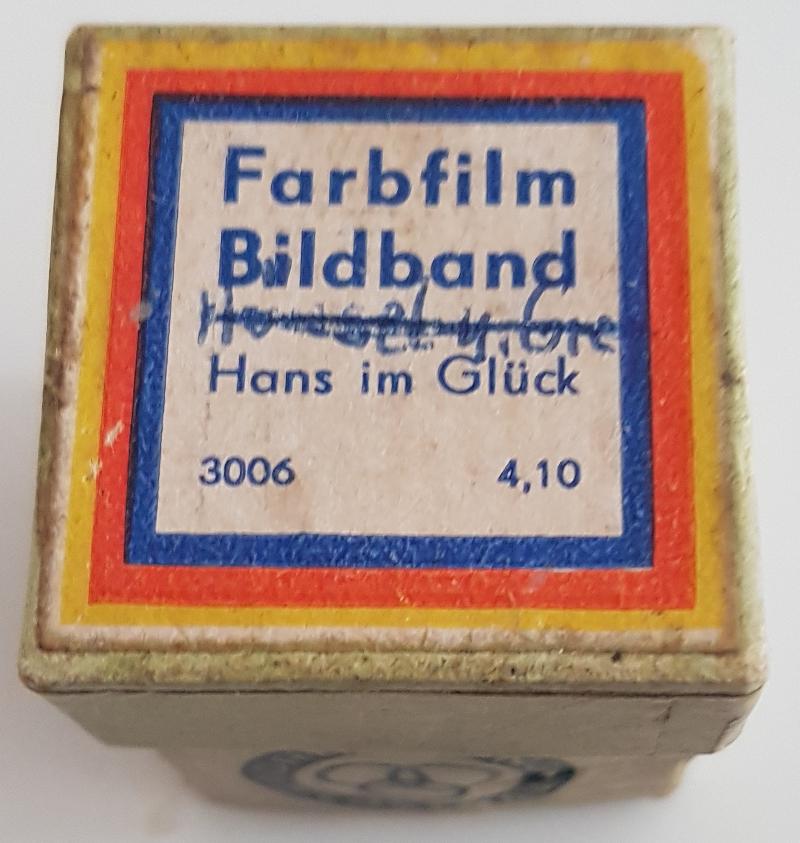 Farbfilm
Bildband
Hans im Glück
3006 4,10